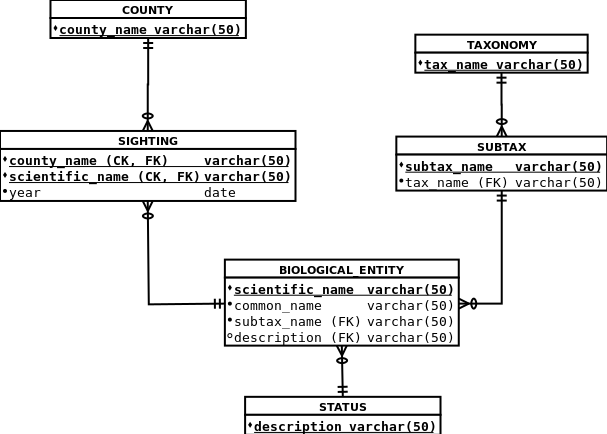 COUNTY
county_name varchar(50)
TAXONOMY
tax_name varchar(50)
SIGHTING
county_name (CK, FK) varchar(50)
scientific_name (CK, FK) varchar(50)
year date
SUBTAX
subtax_name varchar(50)
tax_name (FK) varchar(50)
BIOLOGICAL_ENTITY
scientific_name varchar(50)
common_name varchar(50)
subtax_name (FK) varchar(50)
description (FK) varchar(50)
STATUS
description varchar(50)